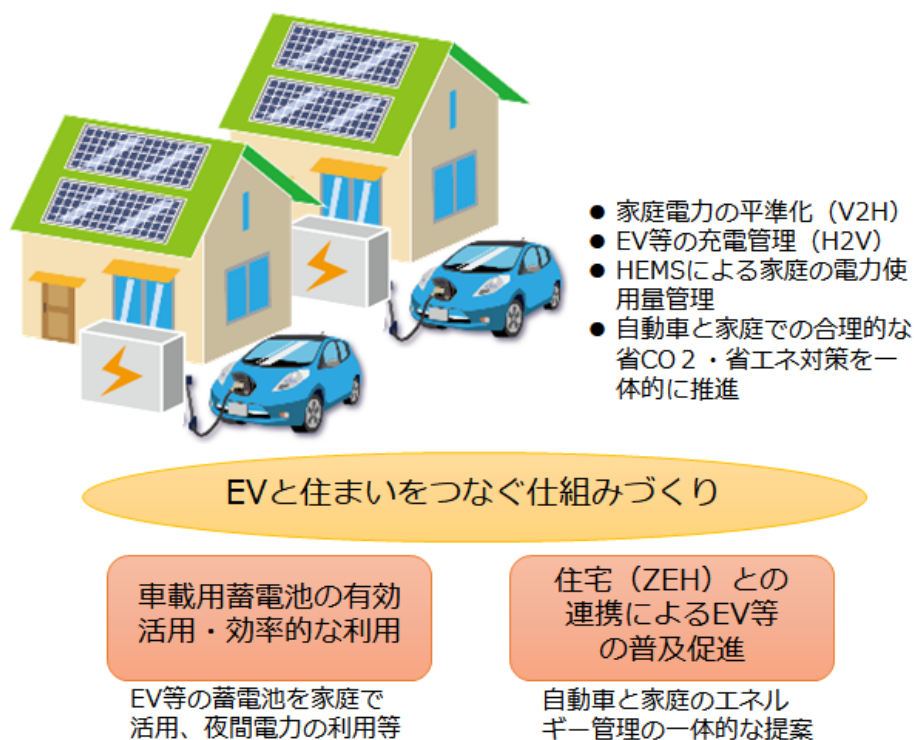 ● 家庭電力の平準化（V2H）
● EV等の充電管理（H2V）
● HEMSによる家庭の電力使
用量管理
● 自動車と家庭での合理的な
省CO２・省エネ対策を一
体的に推進
EVと住まいをつなぐ仕組みづくり
車載用蓄電池の有効
活用・効率的な利用
EV等の蓄電池を家庭で
活用、夜間電力の利用等
住宅（ZEH）との
連携によるEV等
の普及促進
自動車と家庭のエネル
ギー管理の一体的な提案